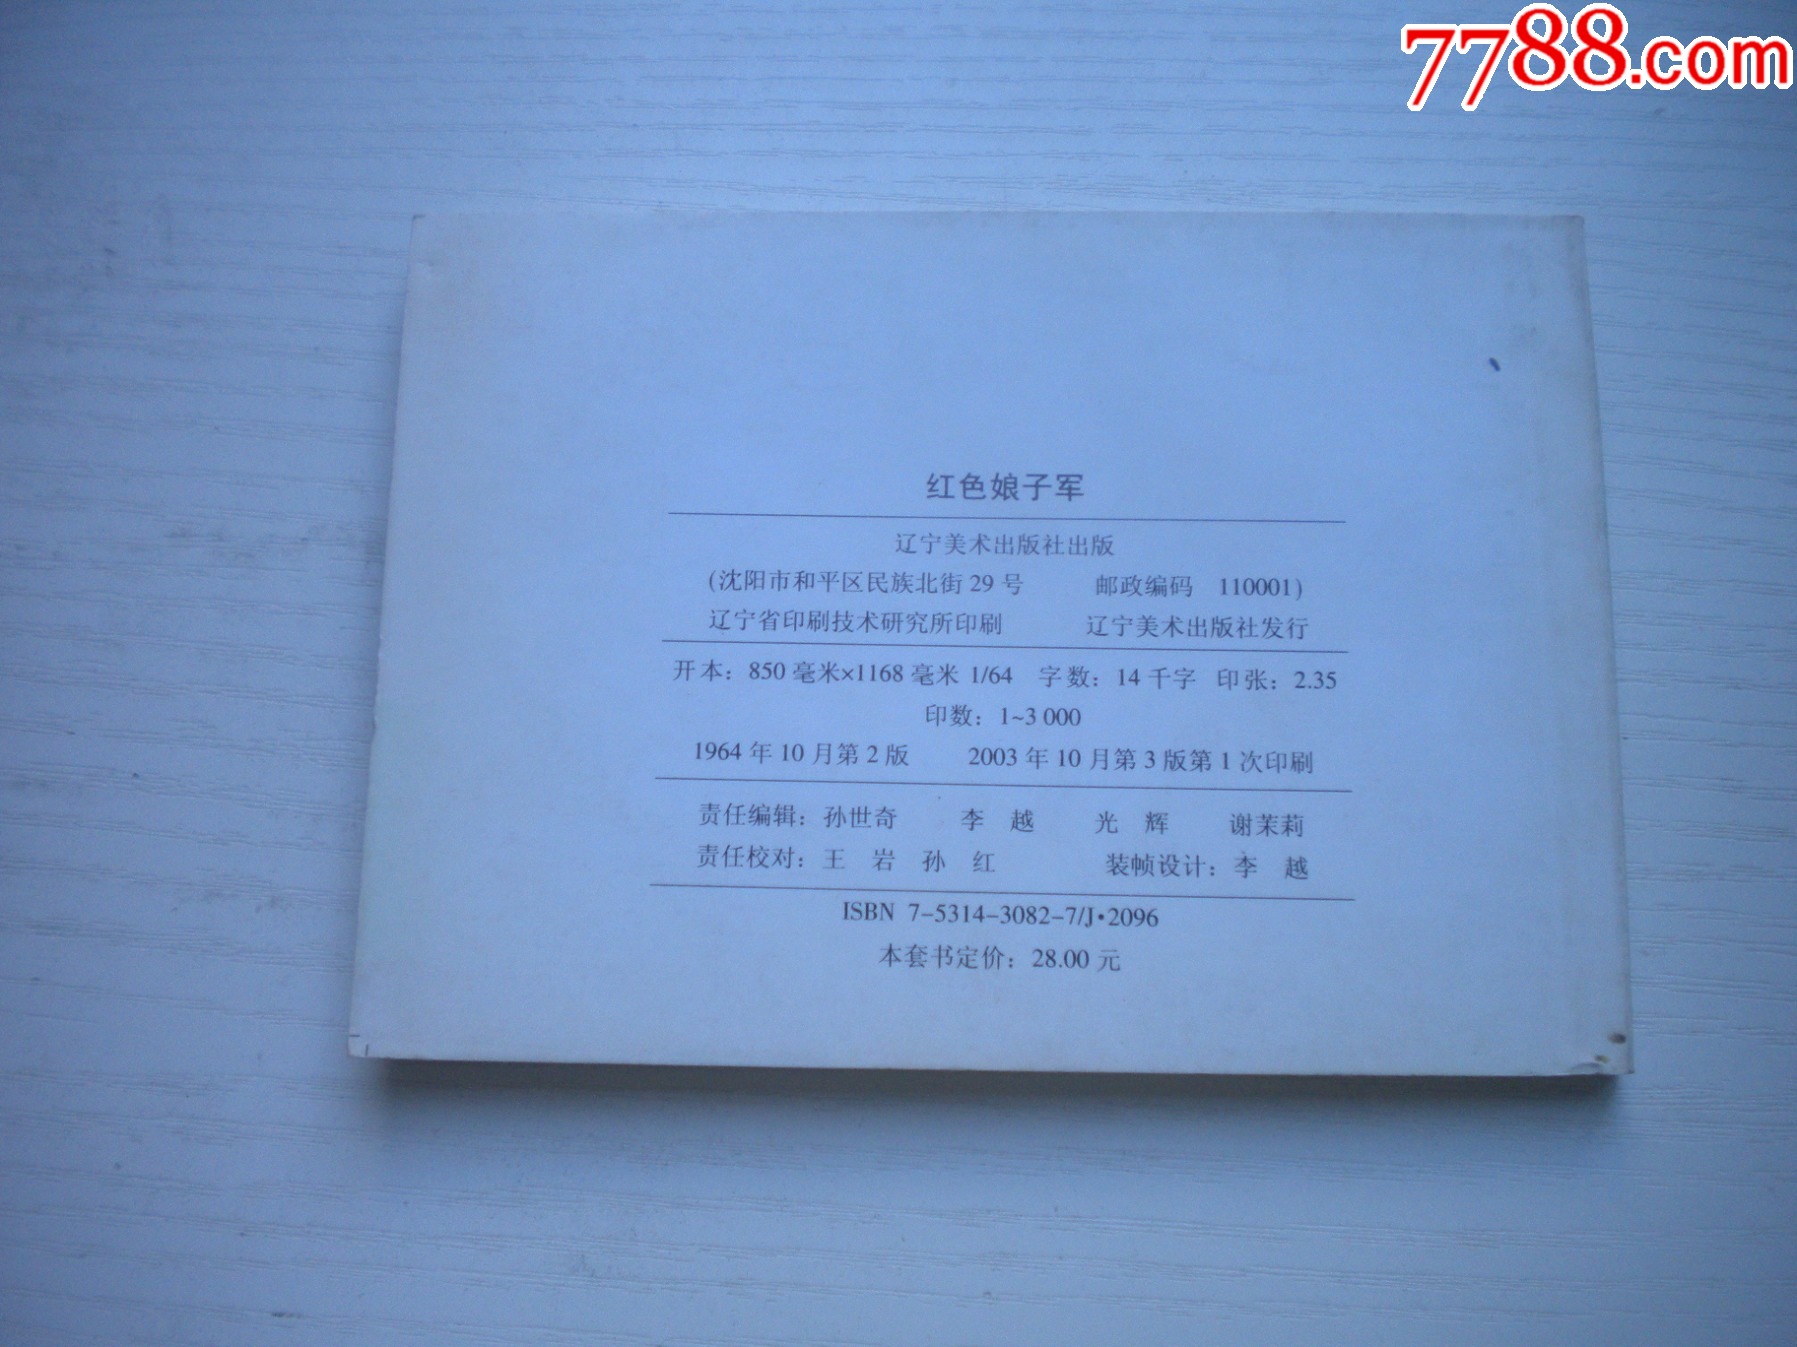 7788.com
红色娘子军
辽宁美术出版社出版
(沈阳市和平区民族北街29号 邮政编码 110001)
辽宁省印刷技术研究所印刷 辽宁美术出版社发行
开本：850毫米×1168毫米 1/64 字数：14千字 印张：2.35
印数：1~3 000
1964年10月第2版 2003年10月第3版第1次印刷
责任编辑：孙世奇 李 越 光 辉 谢茉莉
责任校对：王 岩 孙 红 装帧设计：李 越
ISBN 7-5314-3082-7/J·2096
本套书定价：28.00元